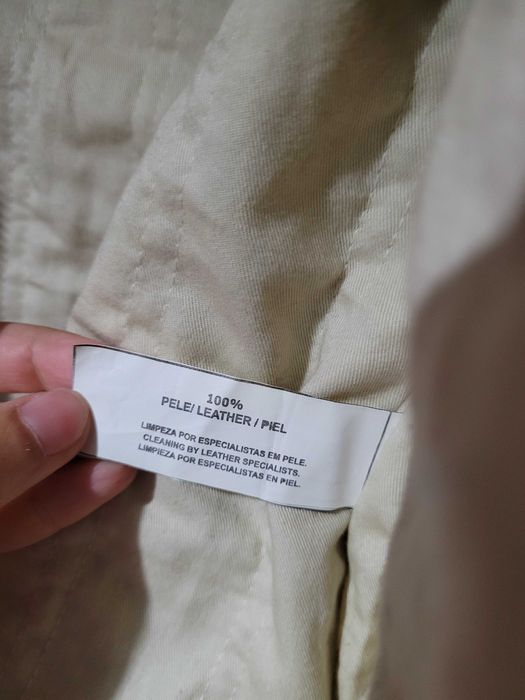 100%
PELE/ LEATHER / PIEL
LIMPEZA POR ESPECIALISTAS EM PELE.
CLEANING BY LEATHER SPECIALISTS.
LIMPIEZA POR ESPECIALISTAS EN PIEL.